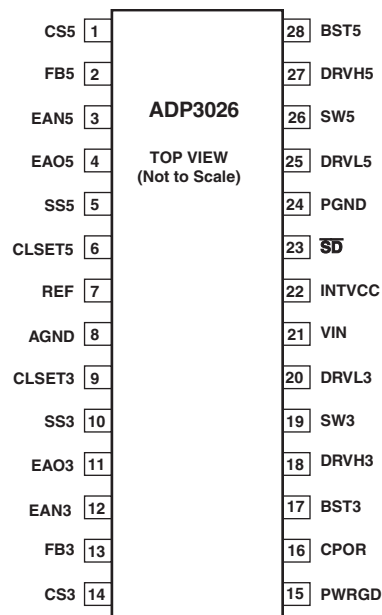 CS5 1 28 BST5
FB5 2 27 DRVH5
EAN5 3 ADP3026 26 SW5
EAO5 4 TOP VIEW 25 DRVL5
(Not to Scale)
SS5 5 24 PGND
CLSET5 6 23 SD
REF 7 22 INTVCC
AGND 8 21 VIN
CLSET3 9 20 DRVL3
SS3 10 19 SW3
EAO3 11 18 DRVH3
EAN3 12 17 BST3
FB3 13 16 CPOR
CS3 14 15 PWRGD